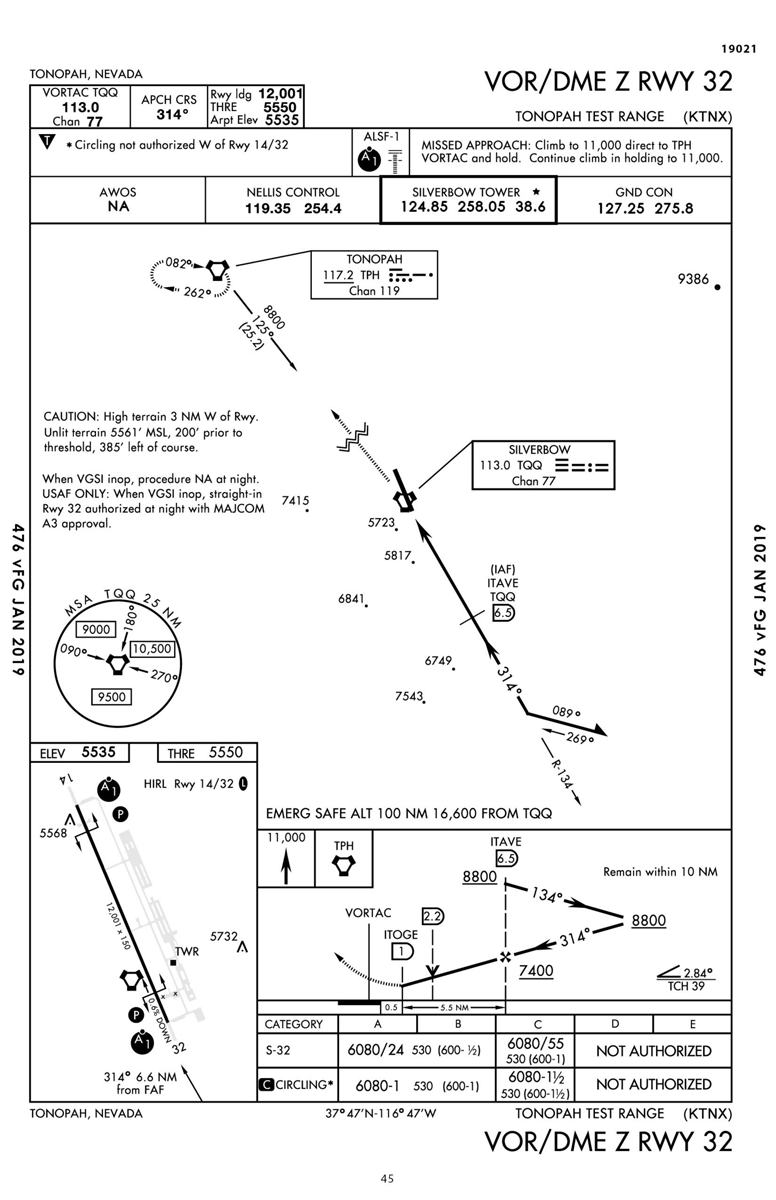 19021
TONOPAH, NEVADA
VOR/DME Z RWY 32
VORTAC TQQ
113.0
Chan 77
APCH CRS
314°
Rwy ldg 12,001
THRE 5550
Arpt Elev 5535
TONOPAH TEST RANGE (KTNX)
T
*Circling not authorized W of Rwy 14/32
ALSF-1
A1
MISSED APPROACH: Climb to 11,000 direct to TPH
VORTAC and hold. Continue climb in holding to 11,000.
AWOS
NA
NELLIS CONTROL
119.35 254.4
SILVERBOW TOWER ★
124.85 258.05 38.6
GND CON
127.25 275.8
082°
262°
TONOPAH
117.2 TPH
Chan 119
9386
8800
125°
(25.2)
CAUTION: High terrain 3 NM W of Rwy.
Unlit terrain 5561' MSL, 200' prior to
threshold, 385' left of course.
When VGSI inop, procedure NA at night.
USAF ONLY: When VGSI inop, straight-in
Rwy 32 authorized at night with MAJCOM
A3 approval.
SILVERBOW
113.0 TQQ
Chan 77
7415
5723
5817
6841
(IAF)
ITAVE
TQQ
6.5
6749
7543
314°
089°
269°
R-134
MSA TQQ 25 NM
9000
180°
10,500
090°
270°
9500
476 vFG JAN 2019
476 vFG JAN 2019
EMERG SAFE ALT 100 NM 16,600 FROM TQQ
ELEV 5535
THRE 5550
14
A1
HIRL Rwy 14/32 L
P
5568
12,001 x 150
5732
TWR
x x
0.6% DOWN
P
A1
32
314° 6.6 NM
from FAF
11,000
TPH
ITAVE
6.5
8800
134°
Remain within 10 NM
8800
314°
VORTAC
2.2
ITOGE
1
7400
2.84°
TCH 39
0.5
5.5 NM
CATEGORY A B C D E
S-32 6080/24 530 (600-½) 6080/55 530 (600-1) NOT AUTHORIZED
C CIRCLING* 6080-1 530 (600-1) 6080-1½ 530 (600-1½) NOT AUTHORIZED
TONOPAH, NEVADA
37°47'N-116°47'W
TONOPAH TEST RANGE (KTNX)
VOR/DME Z RWY 32
45